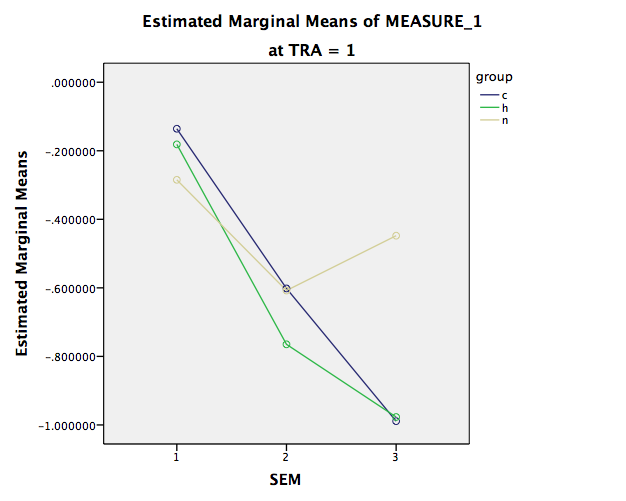 Estimated Marginal Means of MEASURE_1
at TRA = 1
group
c
h
n
Estimated Marginal Means
.000000
-.200000
-.400000
-.600000
-.800000
-1.000000
1
2
3
SEM